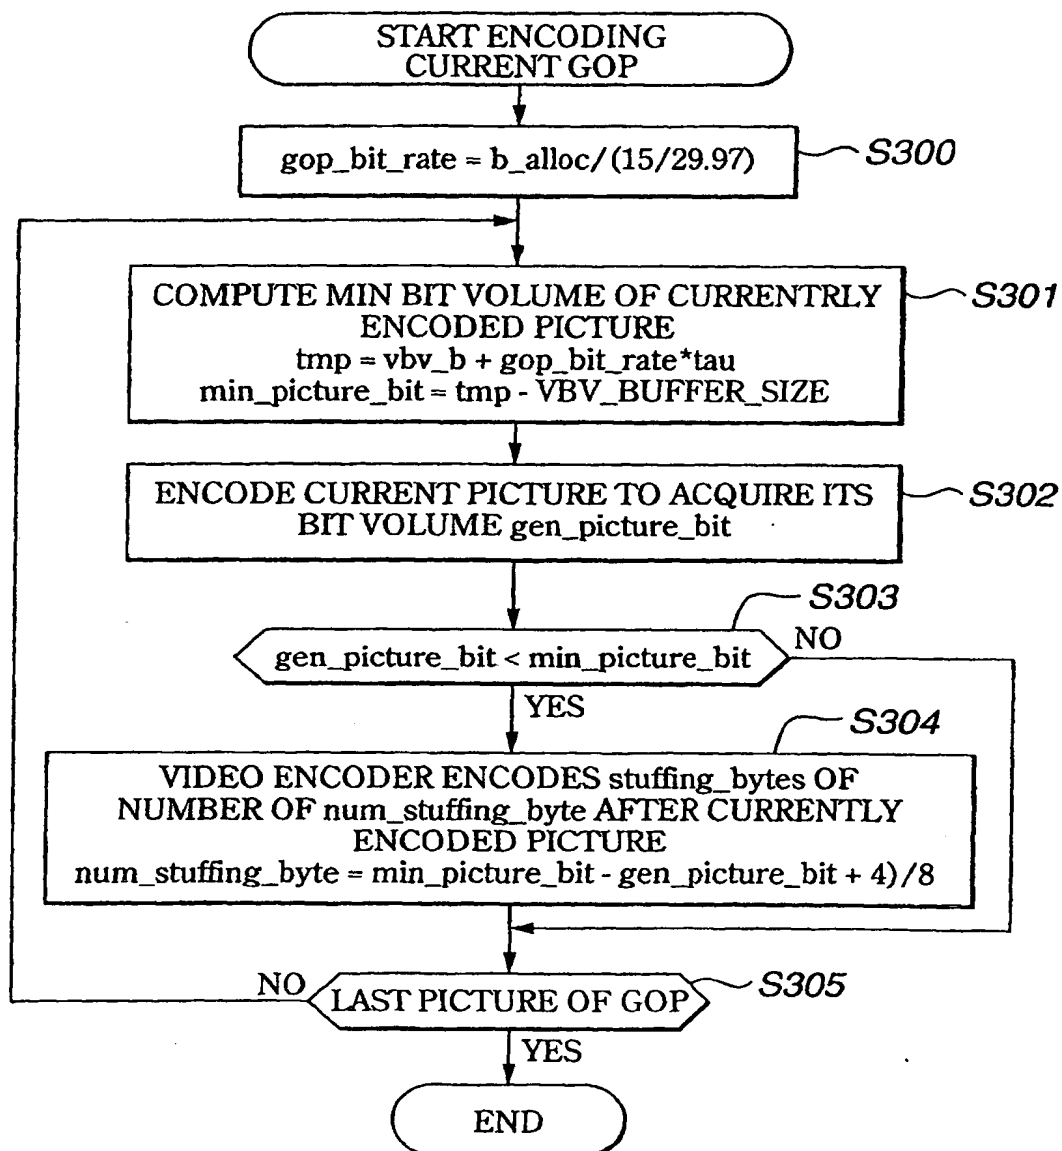 START ENCODING
CURRENT GOP
gop_bit_rate = b_alloc/(15/29.97)
S300
COMPUTE MIN BIT VOLUME OF CURRENTRLY
ENCODED PICTURE
tmp = vbv_b + gop_bit_rate*tau
min_picture_bit = tmp - VBV_BUFFER_SIZE
S301
ENCODE CURRENT PICTURE TO ACQUIRE ITS
BIT VOLUME gen_picture_bit
S302
S303
gen_picture_bit < min_picture_bit
NO
YES
S304
VIDEO ENCODER ENCODES stuffing_bytes OF
NUMBER OF num_stuffing_byte AFTER CURRENTLY
ENCODED PICTURE
num_stuffing_byte = min_picture_bit - gen_picture_bit + 4)/8
NO
LAST PICTURE OF GOP
S305
YES
END